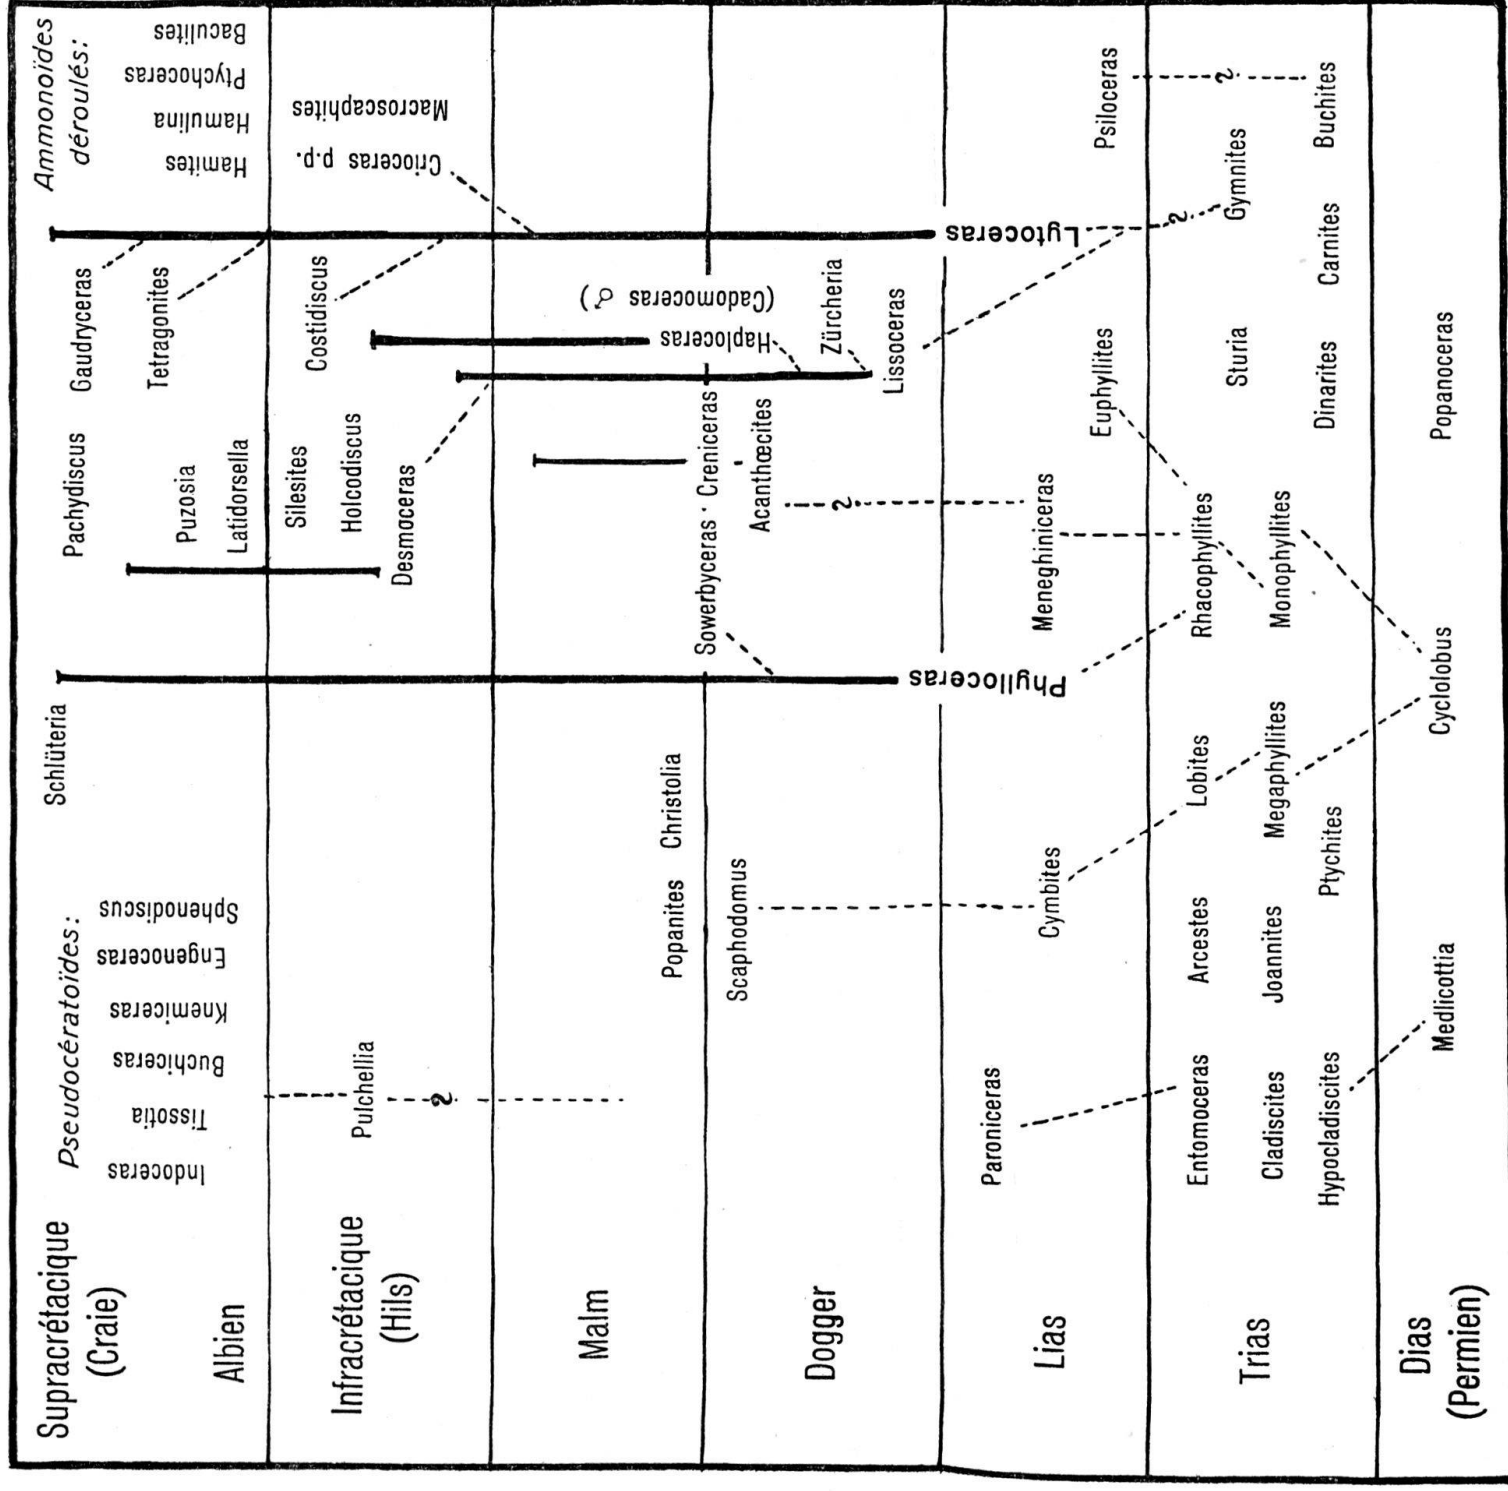 Supracrétacique
(Craie)
Albien
Pseudocératoïdes:
Indoceras
Tissotia
Buchiceras
Knemiceras
Engenoceras
Sphenodiscus
Schlüteria
Pachydiscus
Puzosia
Latidorsella
Gaudryceras
Tetragonites
Ammonoïdes
déroulés:
Hamites
Hamulina
Ptychoceras
Baculites
Infracrétacique
(Hils)
Pulchellia
?
Silesites
Holcodiscus
Desmoceras
Costidiscus
Crioceras p.p.
Macroscaphites
Malm
Popanites
Christolia
Haploceras
(Cadomoceras ♂)
Dogger
Scaphodomus
Sowerbyceras
Creniceras
Acanthœcites
?
Zürcheria
Lissoceras
Phylloceras
Lytoceras
Lias
Paroniceras
Cymbites
Meneghiniceras
Euphyllites
Psiloceras
Trias
Entomoceras
Cladiscites
Hypocladiscites
Arcestes
Joannites
Ptychites
Lobites
Megaphyllites
Rhacophyllites
Monophyllites
Sturia
Dinarites
?
Gymnites
Carnites
?
Buchites
Dias
(Permien)
Medlicottia
Cyclolobus
Popanoceras